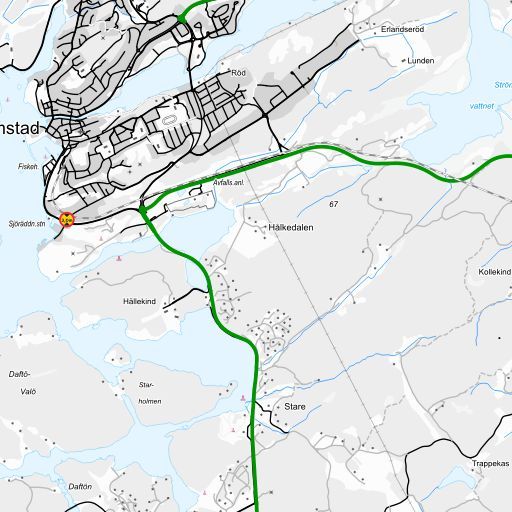 Erlandseröd
Lunden
Röd
Strön
vattnet
nstad
Fiskeh.
Avfalls.anl.
67
Sjöräddn.stn
Hälkedalen
Kollekind
Hällekind
Daftö-
Valö
Star-
holmen
Stare
Trappekas
Daftön